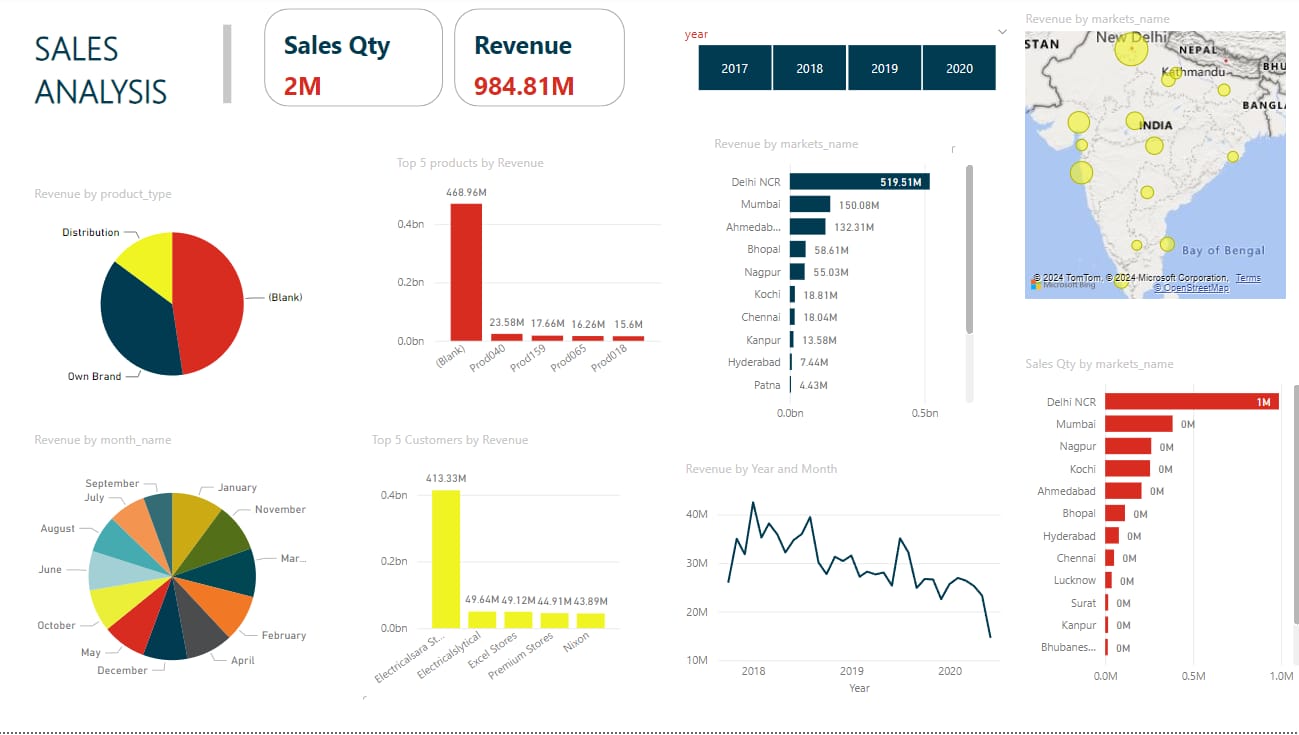 SALES
ANALYSIS
Sales Qty
2M
Revenue
984.81M
year
2017
2018
2019
2020
Revenue by markets_name
STAN
New Delhi
NEPAL
Kathmandu
BHU
BANGL
INDIA
Bay of Bengal
© 2024 TomTom, © 2024 Microsoft Corporation, Terms
Microsoft Bing
© OpenStreetMap
Revenue by product_type
Distribution
(Blank)
Own Brand
Top 5 products by Revenue
468.96M
0.4bn
0.2bn
23.58M 17.66M 16.26M 15.6M
0.0bn
(Blank)
Prod040
Prod159
Prod065
Prod018
Revenue by markets_name
r
Delhi NCR 519.51M
Mumbai 150.08M
Ahmedab... 132.31M
Bhopal 58.61M
Nagpur 55.03M
Kochi 18.81M
Chennai 18.04M
Kanpur 13.58M
Hyderabad 7.44M
Patna 4.43M
0.0bn 0.5bn
Sales Qty by markets_name
Delhi NCR 1M
Mumbai 0M
Nagpur 0M
Kochi 0M
Ahmedabad 0M
Bhopal 0M
Hyderabad 0M
Chennai 0M
Lucknow 0M
Surat 0M
Kanpur 0M
Bhubanes... 0M
0.0M 0.5M 1.0M
Revenue by month_name
September
January
July
November
August
Mar...
June
October
February
May
April
December
Top 5 Customers by Revenue
413.33M
0.4bn
0.2bn
49.64M 49.12M 44.91M 43.89M
0.0bn
Electricalsara St...
Electricalslytical
Excel Stores
Premium Stores
Nixon
Revenue by Year and Month
40M
30M
20M
10M
2018 2019 2020
Year